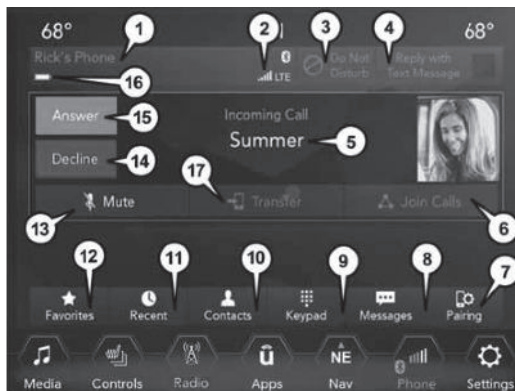 68° 68°
1 2 3 4
Rick's Phone LTE Do Not Disturb Reply with Text Message
16
Answer
15
Incoming Call
Summer 5
Decline
14
17
Mute Transfer Join Calls
13 6
12 11 10 9 8 7
Favorites Recent Contacts Keypad Messages Pairing
û NE
Media Controls Radio Apps Nav Phone Settings